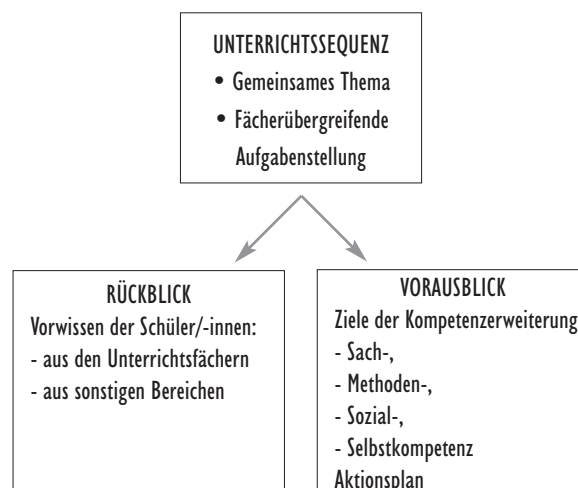 UNTERRICHTSSEQUENZ
• Gemeinsames Thema
• Fächerübergreifende
Aufgabenstellung
RÜCKBLICK
Vorwissen der Schüler/-innen:
- aus den Unterrichtsfächern
- aus sonstigen Bereichen
VORAUSBLICK
Ziele der Kompetenzerweiterung
- Sach-,
- Methoden-,
- Sozial-,
- Selbstkompetenz
Aktionsplan